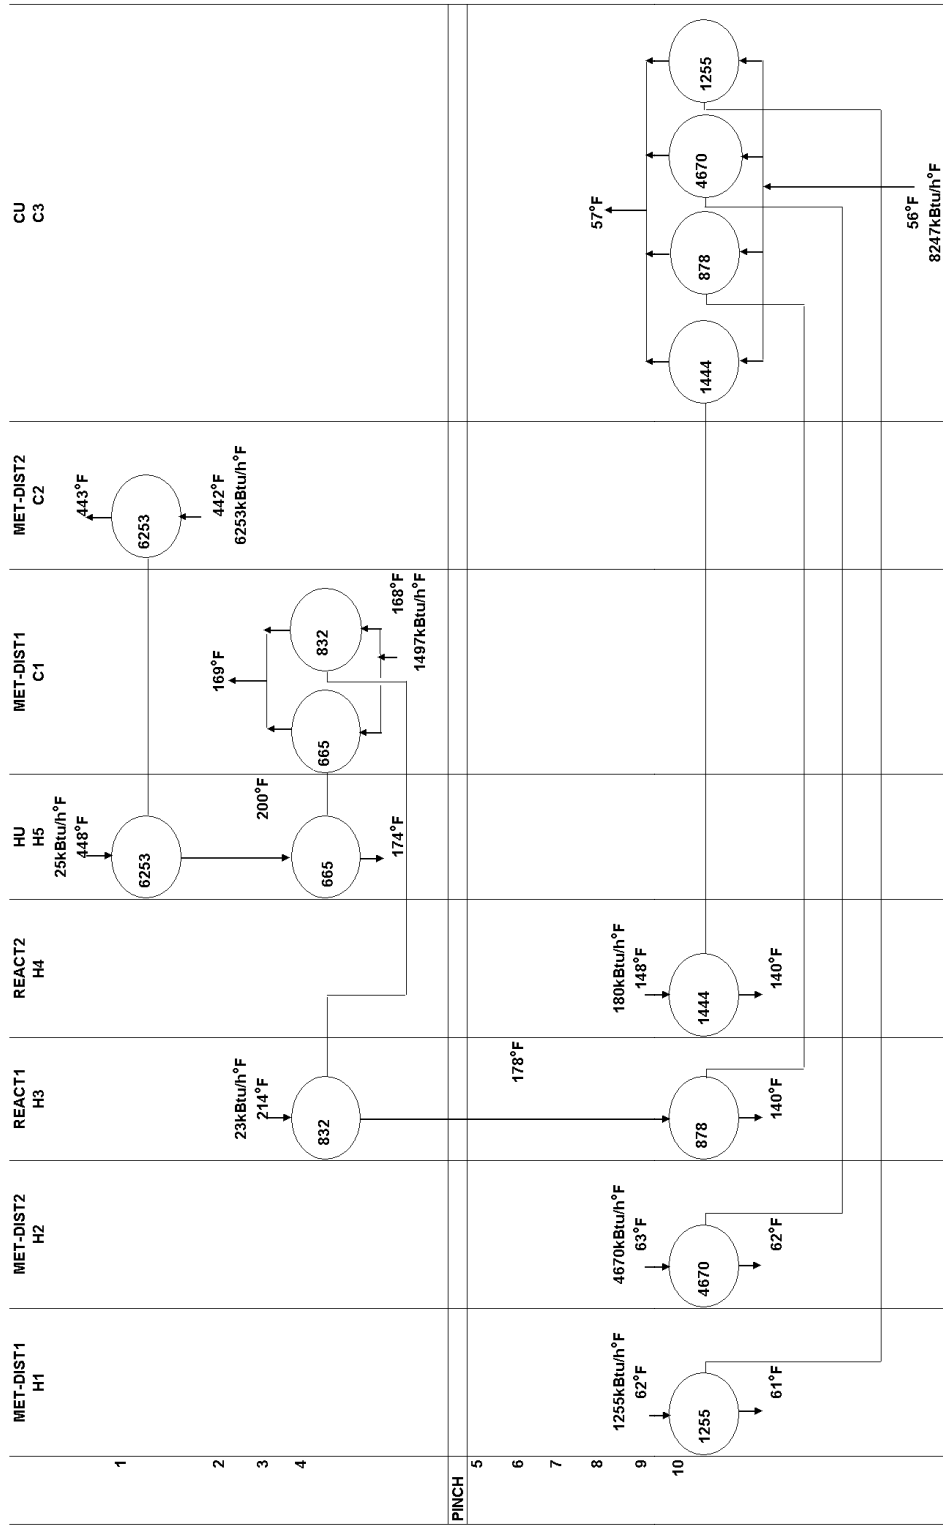 MET-DIST1
H1
MET-DIST2
H2
REACT1
H3
REACT2
H4
HU
H5
MET-DIST1
C1
MET-DIST2
C2
CU
C3
1
25kBtu/h°F
448°F
6253
6253
443°F
442°F
6253kBtu/h°F
2
3
4
23kBtu/h°F
214°F
832
200°F
665
174°F
169°F
665
832
168°F
1497kBtu/h°F
PINCH
5
6
7
8
9
10
178°F
57°F
1255kBtu/h°F
62°F
1255
61°F
4670kBtu/h°F
63°F
4670
62°F
878
140°F
180kBtu/h°F
148°F
1444
140°F
1444
878
4670
1255
56°F
8247kBtu/h°F